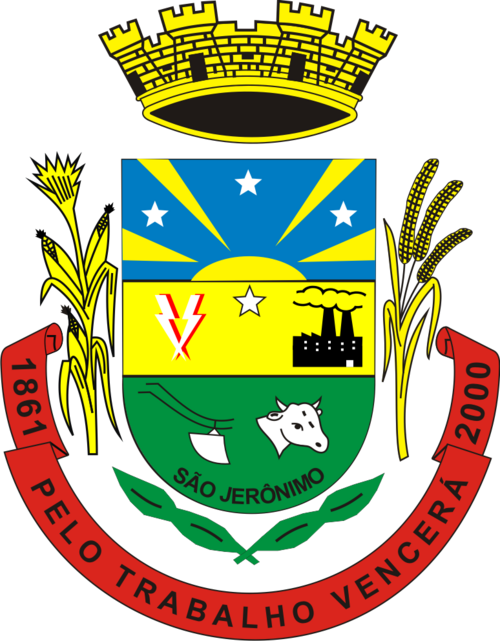 SÃO JERÔNIMO
1861
PELO TRABALHO VENCERÁ
2000